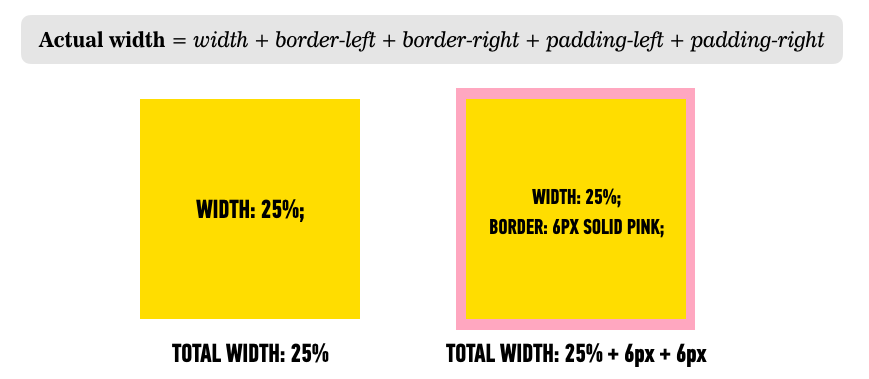 Actual width = width + border-left + border-right + padding-left + padding-right
WIDTH: 25%;
WIDTH: 25%;
BORDER: 6PX SOLID PINK;
TOTAL WIDTH: 25%
TOTAL WIDTH: 25% + 6px + 6px